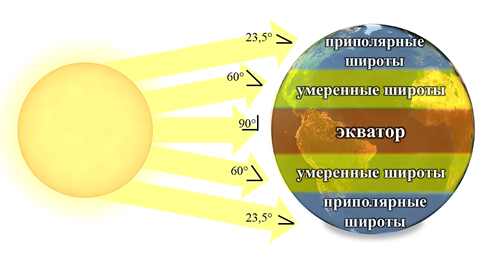 23,5°
приполярные
широты
60°
умеренные широты
90°
экватор
60°
умеренные широты
приполярные
широты
23,5°